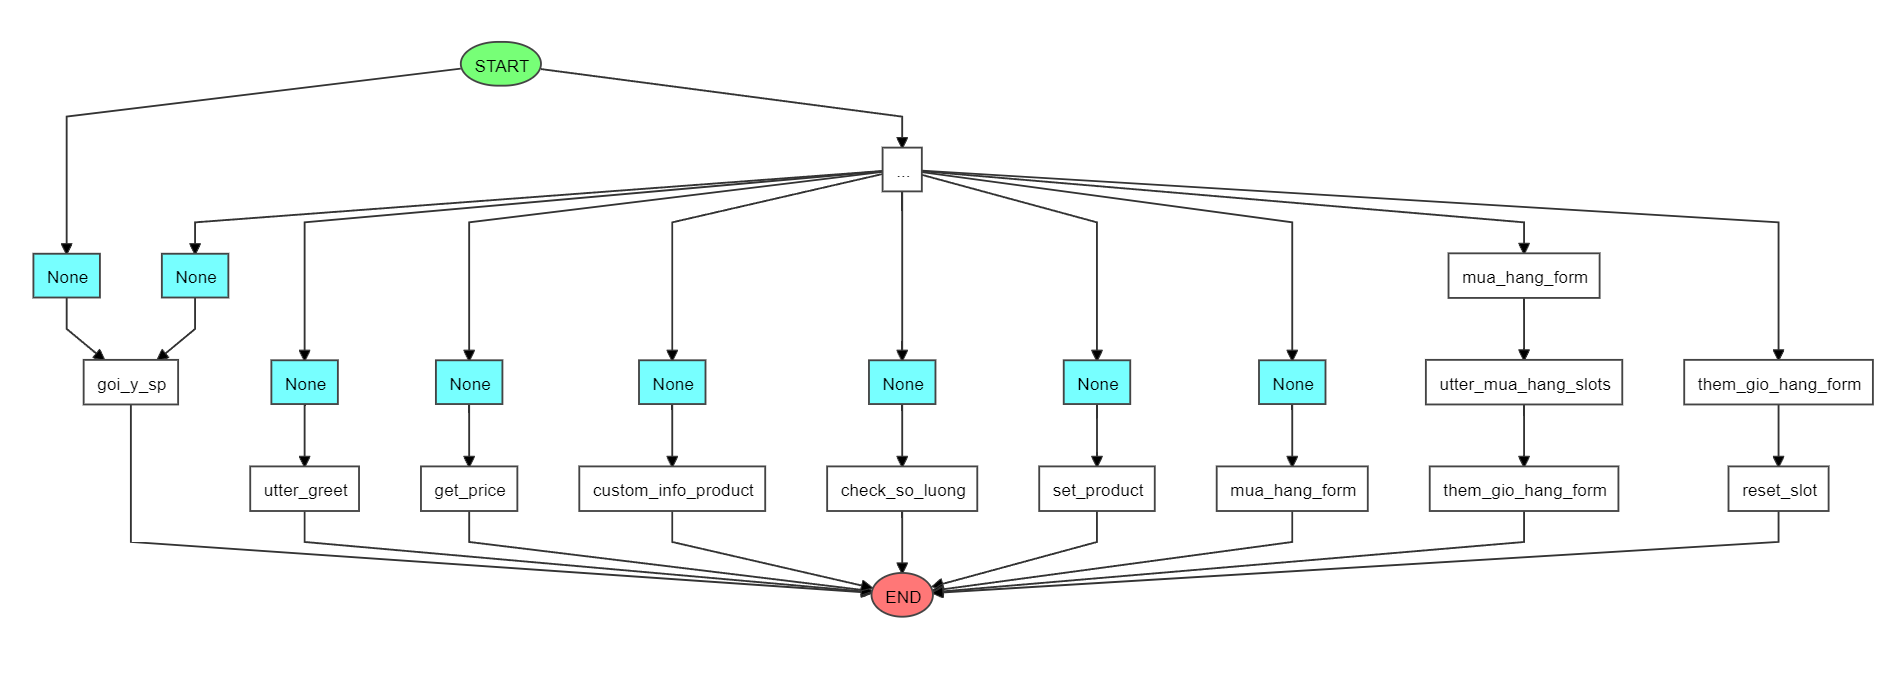 START
...
None
None
mua_hang_form
goi_y_sp
None
None
None
None
None
None
utter_mua_hang_slots
them_gio_hang_form
utter_greet
get_price
custom_info_product
check_so_luong
set_product
mua_hang_form
them_gio_hang_form
reset_slot
END